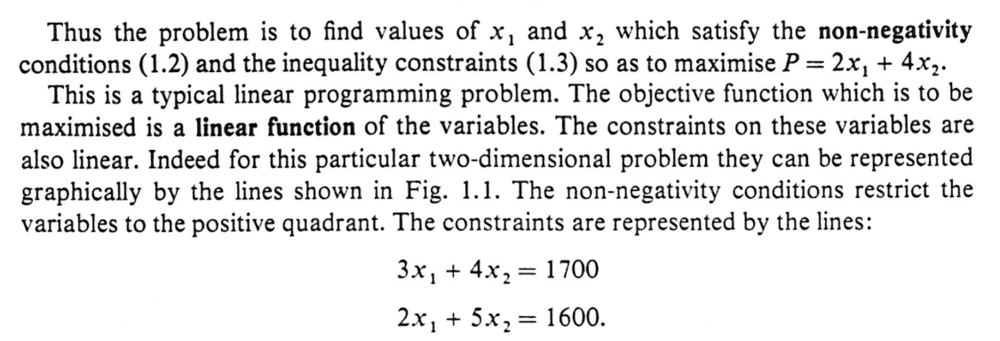 Thus the problem is to find values of x₁ and x₂ which satisfy the non-negativity
conditions (1.2) and the inequality constraints (1.3) so as to maximise P = 2x₁ + 4x₂.
This is a typical linear programming problem. The objective function which is to be
maximised is a linear function of the variables. The constraints on these variables are
also linear. Indeed for this particular two-dimensional problem they can be represented
graphically by the lines shown in Fig. 1.1. The non-negativity conditions restrict the
variables to the positive quadrant. The constraints are represented by the lines:
3x₁ + 4x₂ = 1700
2x₁ + 5x₂ = 1600.